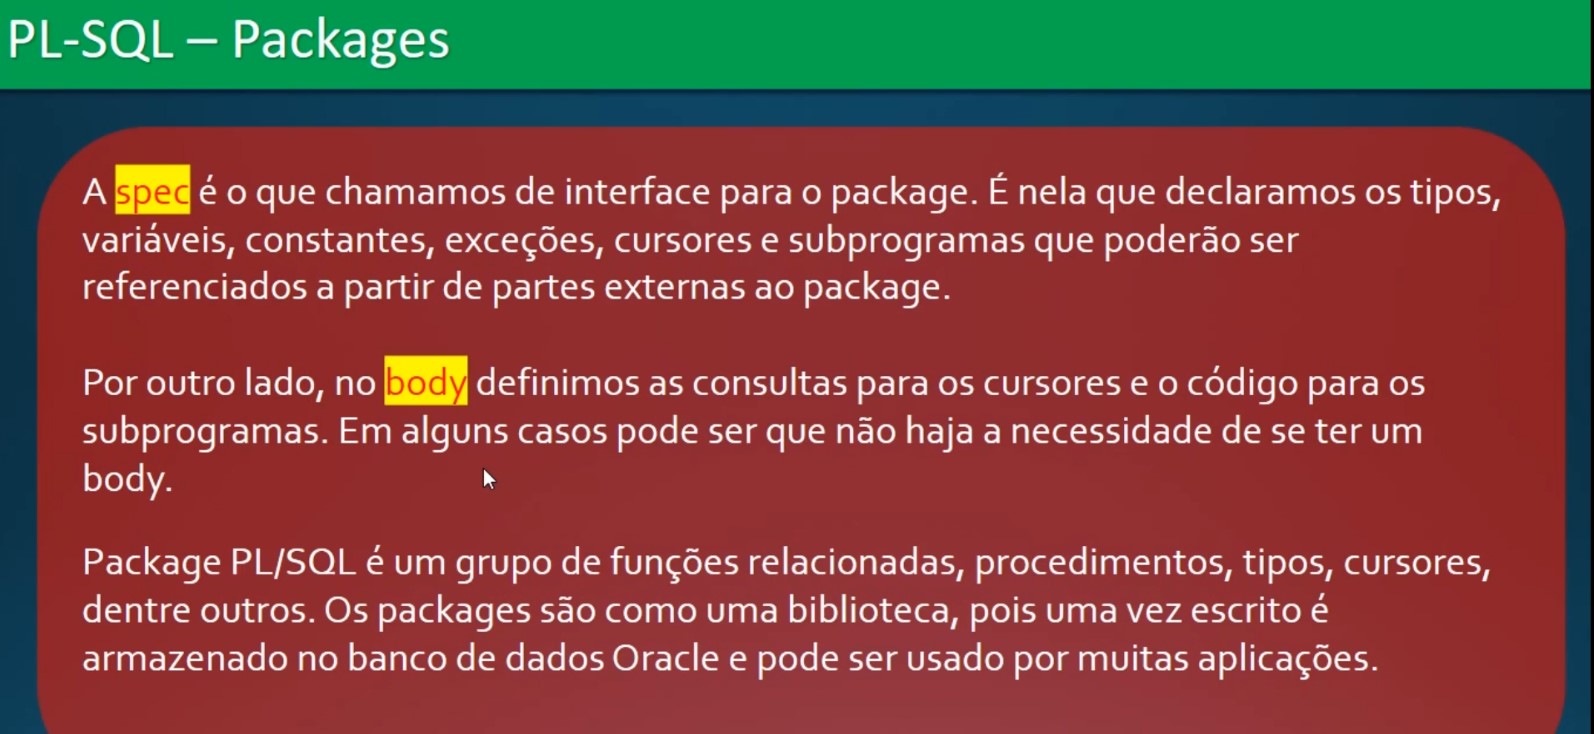 PL-SQL – Packages
A spec é o que chamamos de interface para o package. É nela que declaramos os tipos,
variáveis, constantes, exceções, cursores e subprogramas que poderão ser
referenciados a partir de partes externas ao package.
Por outro lado, no body definimos as consultas para os cursores e o código para os
subprogramas. Em alguns casos pode ser que não haja a necessidade de se ter um
body.
Package PL/SQL é um grupo de funções relacionadas, procedimentos, tipos, cursores,
dentre outros. Os packages são como uma biblioteca, pois uma vez escrito é
armazenado no banco de dados Oracle e pode ser usado por muitas aplicações.